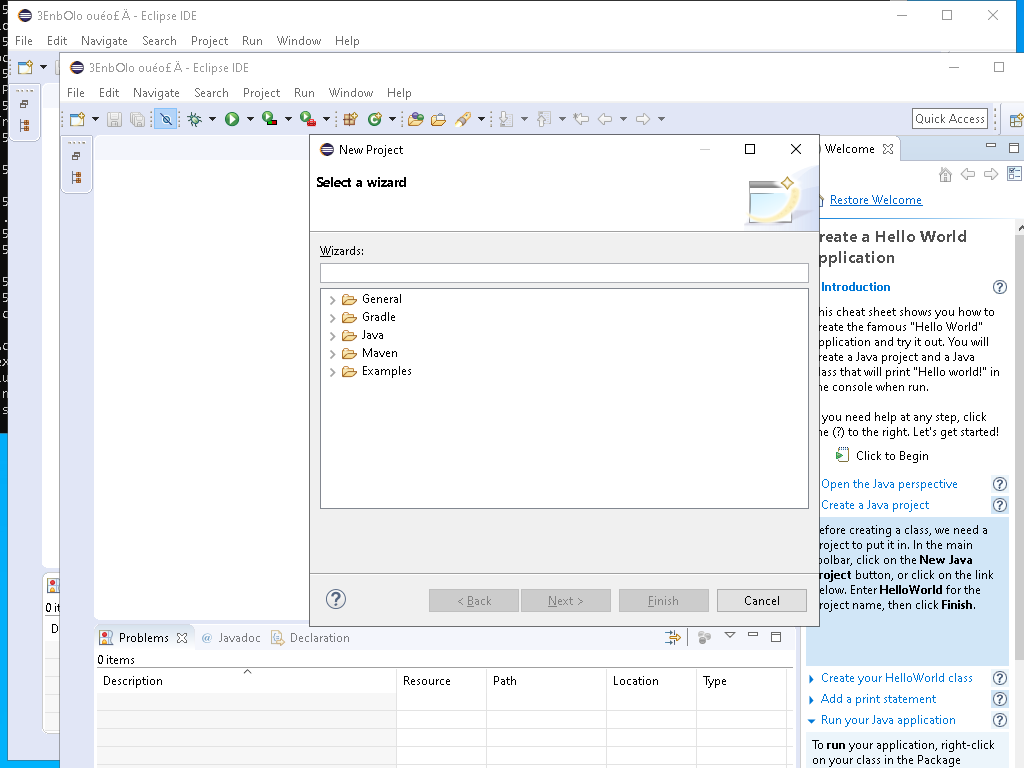 3EnbOlo ouéo£ Ä - Eclipse IDE
File Edit Navigate Search Project Run Window Help
3EnbOlo ouéo£ Ä - Eclipse IDE
File Edit Navigate Search Project Run Window Help
Quick Access
New Project
Select a wizard
Wizards:
General
Gradle
Java
Maven
Examples
< Back Next > Finish Cancel
Welcome
Restore Welcome
reate a Hello World
pplication
Introduction
his cheat sheet shows you how to
reate the famous "Hello World"
pplication and try it out. You will
reate a Java project and a Java
lass that will print "Hello world!" in
he console when run.
you need help at any step, click
he (?) to the right. Let's get started!
Click to Begin
Open the Java perspective
Create a Java project
efore creating a class, we need a
roject to put it in. In the main
oolbar, click on the New Java
roject button, or click on the link
elow. Enter HelloWorld for the
roject name, then click Finish.
Create your HelloWorld class
Add a print statement
Run your Java application
To run your application, right-click
on your class in the Package
Problems Javadoc Declaration
0 items
Description Resource Path Location Type
0 it
D